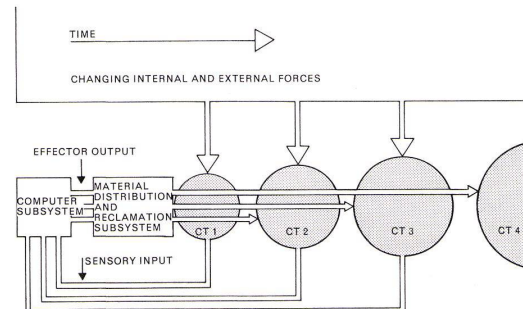 TIME
CHANGING INTERNAL AND EXTERNAL FORCES
EFFECTOR OUTPUT
COMPUTER
SUBSYSTEM
MATERIAL
DISTRIBUTION
AND
RECLAMATION
SUBSYSTEM
CT 1
CT 2
CT 3
CT 4
SENSORY INPUT